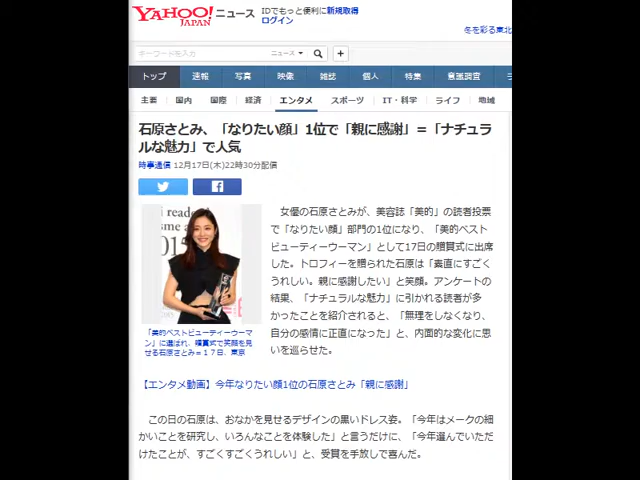 YAHOO! JAPAN ニュース
IDでもっと便利に新規取得
ログイン
冬を彩る東北
キーワードを入力
ニュース
+
トップ 速報 写真 映像 雑誌 個人 特集 意識調査
主要 国内 国際 経済 エンタメ スポーツ IT・科学 ライフ 地域
石原さとみ、「なりたい顔」1位で「親に感謝」=「ナチュラ
ルな魅力」で人気
時事通信 12月17日(木)22時30分配信
女優の石原さとみが、美容誌「美的」の読者投票
で「なりたい顔」部門の1位になり、「美的ベスト
ビューティーウーマン」として17日の贈賞式に出席
した。トロフィーを贈られた石原は「素直にすごく
うれしい。親に感謝したい」と笑顔。アンケートの
結果、「ナチュラルな魅力」に引かれる読者が多
かったことを紹介されると、「無理をしなくなり、
自分の感情に正直になった」と、内面的な変化に思
いを巡らせた。
「美的ベストビューティーウーマ
ン」に選ばれ、贈賞式で笑顔を見
せる石原さとみ=17日、東京
【エンタメ動画】今年なりたい顔1位の石原さとみ「親に感謝」
この日の石原は、おなかを見せるデザインの黒いドレス姿。「今年はメークの細
かいことを研究し、いろんなことを体験した」と言うだけに、「今年選んでいただ
けたことが、すごくすごくうれしい」と、受賞を手放しで喜んだ。